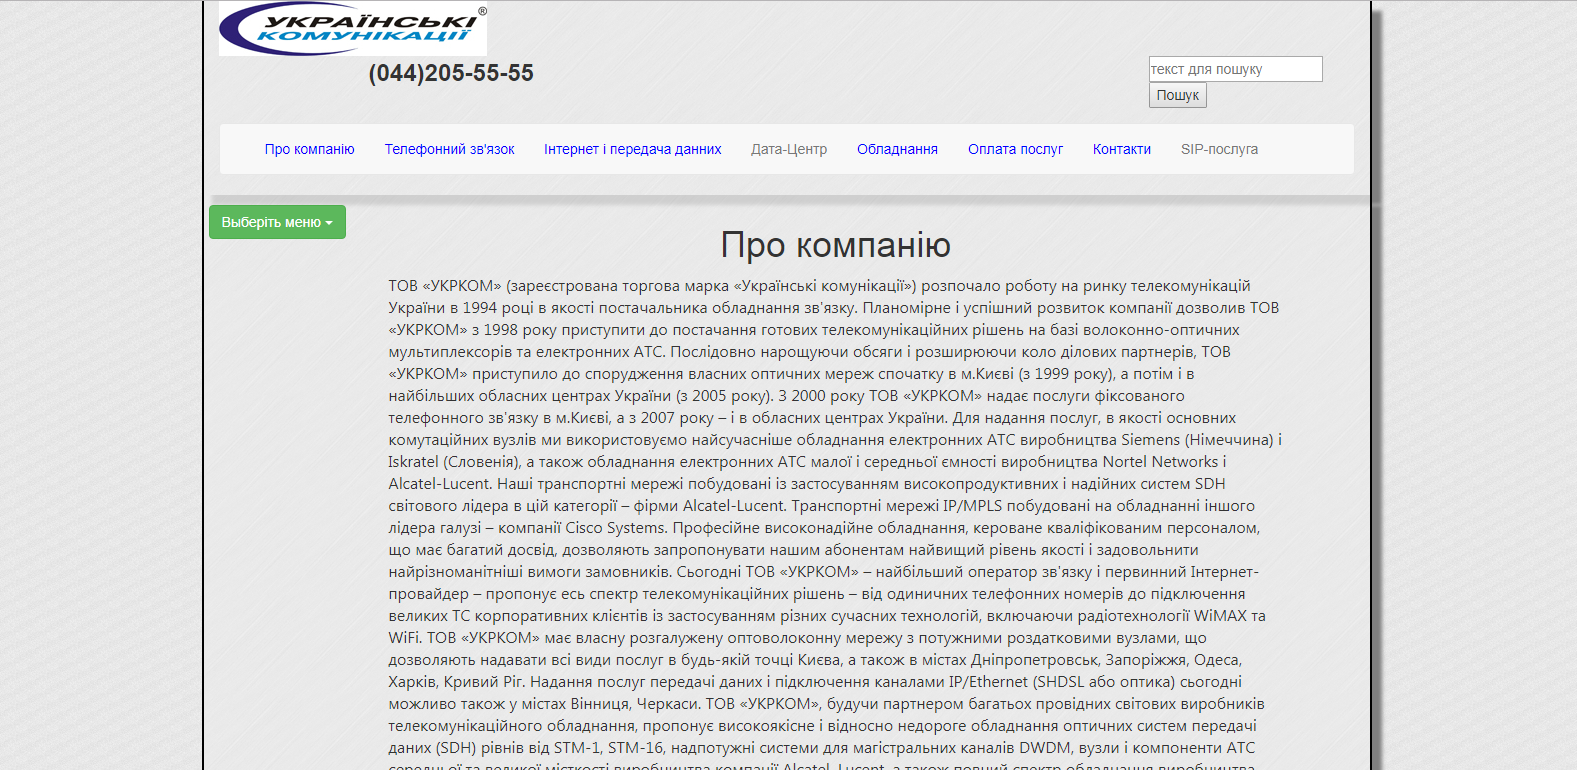 УКРАЇНСЬКІ®
КОМУНІКАЦІЇ
(044)205-55-55
текст для пошуку
Пошук
Про компанію Телефонний зв'язок Інтернет і передача данних Дата-Центр Обладнання Оплата послуг Контакти SIP-послуга
Выберіть меню
Про компанію
ТОВ «УКРКОМ» (зареєстрована торгова марка «Українські комунікації») розпочало роботу на ринку телекомунікацій
України в 1994 році в якості постачальника обладнання зв'язку. Планомірне і успішний розвиток компанії дозволив ТОВ
«УКРКОМ» з 1998 року приступити до постачання готових телекомунікаційних рішень на базі волоконно-оптичних
мультиплексорів та електронних АТС. Послідовно нарощуючи обсяги і розширюючи коло ділових партнерів, ТОВ
«УКРКОМ» приступило до спорудження власних оптичних мереж спочатку в м.Києві (з 1999 року), а потім і в
найбільших обласних центрах України (з 2005 року). З 2000 року ТОВ «УКРКОМ» надає послуги фіксованого
телефонного зв'язку в м.Києві, а з 2007 року – і в обласних центрах України. Для надання послуг, в якості основних
комутаційних вузлів ми використовуємо найсучасніше обладнання електронних АТС виробництва Siemens (Німеччина) і
Iskratel (Словенія), а також обладнання електронних АТС малої і середньої ємності виробництва Nortel Networks і
Alcatel-Lucent. Наші транспортні мережі побудовані із застосуванням високопродуктивних і надійних систем SDH
світового лідера в цій категорії – фірми Alcatel-Lucent. Транспортні мережі IP/MPLS побудовані на обладнанні іншого
лідера галузі – компанії Cisco Systems. Професійне високонадійне обладнання, кероване кваліфікованим персоналом,
що має багатий досвід, дозволяють запропонувати нашим абонентам найвищий рівень якості і задовольнити
найрізноманітніші вимоги замовників. Сьогодні ТОВ «УКРКОМ» – найбільший оператор зв'язку і первинний Інтернет-
провайдер – пропонує есь спектр телекомунікаційних рішень – від одиничних телефонних номерів до підключення
великих ТС корпоративних клієнтів із застосуванням різних сучасних технологій, включаючи радіотехнології WiMAX та
WiFi. ТОВ «УКРКОМ» має власну розгалужену оптоволоконну мережу з потужними роздатковими вузлами, що
дозволяють надавати всі види послуг в будь-якій точці Києва, а також в містах Дніпропетровськ, Запоріжжя, Одеса,
Харків, Кривий Ріг. Надання послуг передачі даних і підключення каналами IP/Ethernet (SHDSL або оптика) сьогодні
можливо також у містах Вінниця, Черкаси. ТОВ «УКРКОМ», будучи партнером багатьох провідних світових виробників
телекомунікаційного обладнання, пропонує високоякісне і відносно недороге обладнання оптичних систем передачі
даних (SDH) рівнів від STM-1, STM-16, надпотужні системи для магістральних каналів DWDM, вузли і компоненти АТС
середньої та великої місткості виробництва компанії Alcatel-Lucent, а також повний спектр обладнання виробництва